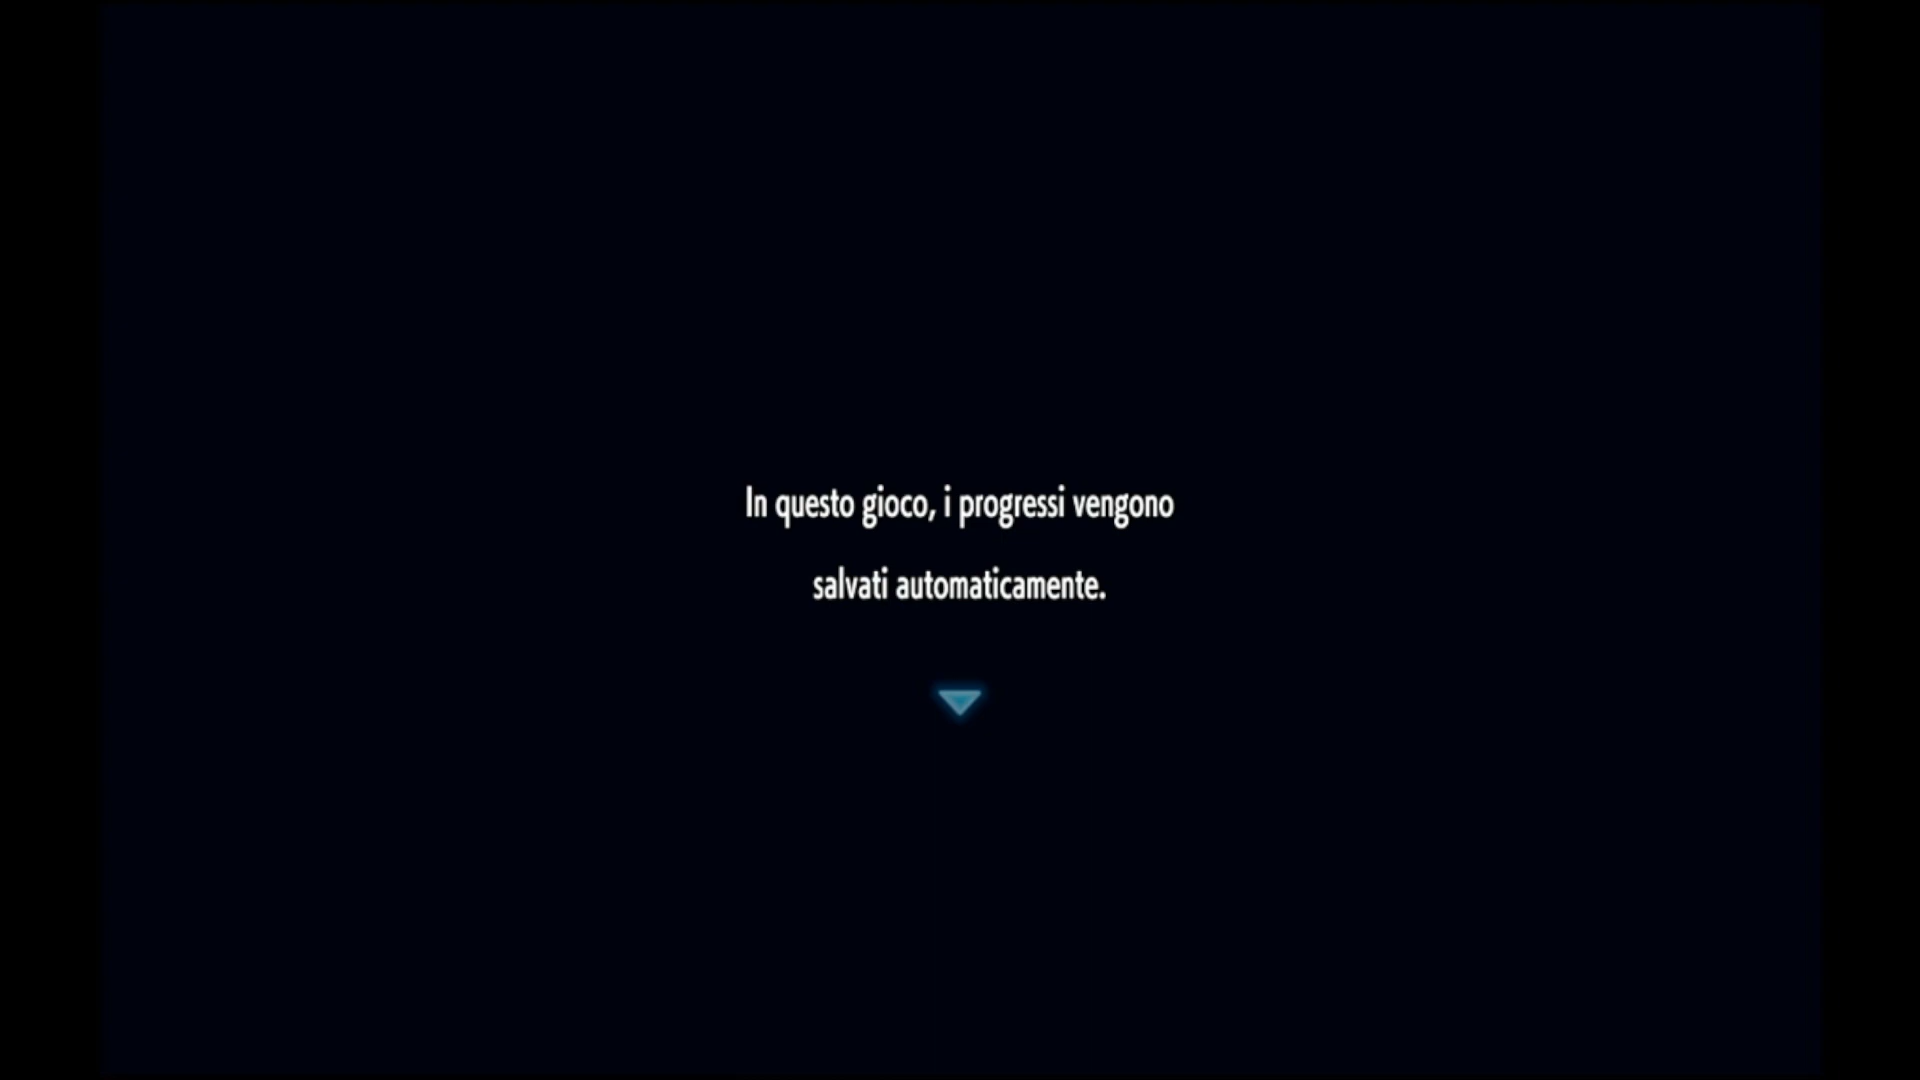 In questo gioco, i progressi vengono
salvati automaticamente.